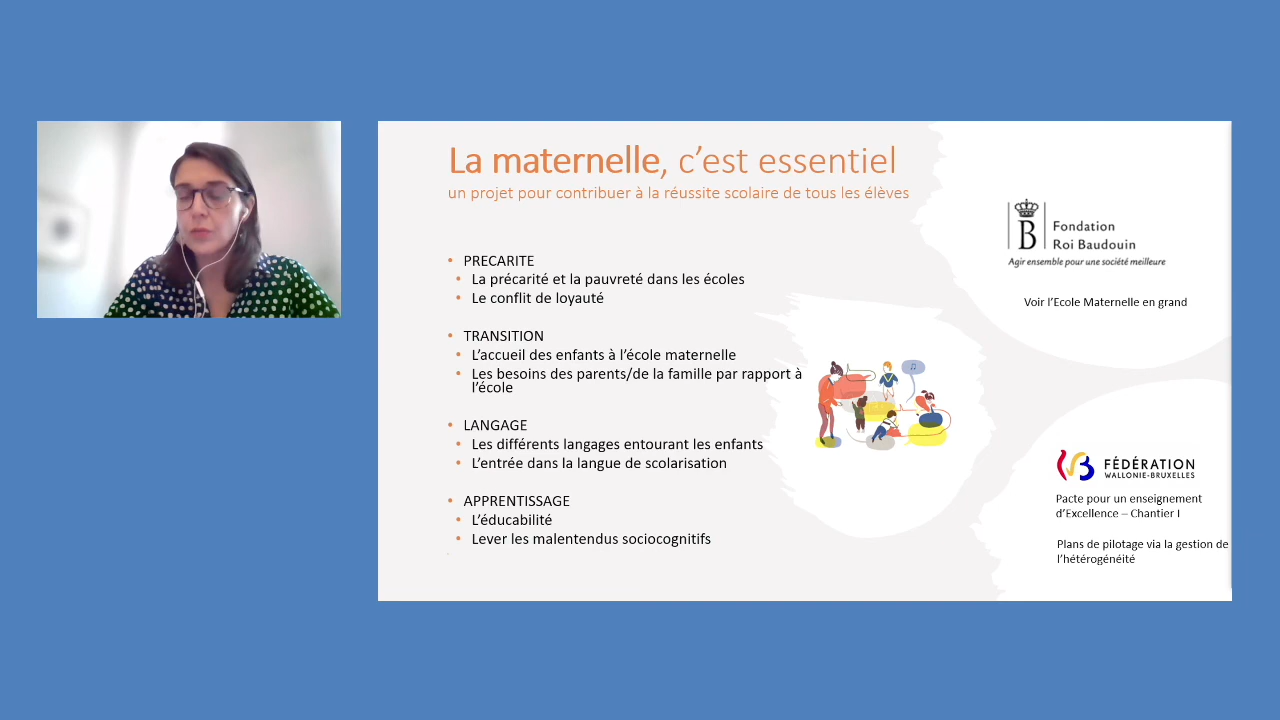 La maternelle, c’est essentiel
un projet pour contribuer à la réussite scolaire de tous les élèves
• PRECARITE
• La précarité et la pauvreté dans les écoles
• Le conflit de loyauté
• TRANSITION
• L’accueil des enfants à l’école maternelle
• Les besoins des parents/de la famille par rapport à
l’école
• LANGAGE
• Les différents langages entourant les enfants
• L’entrée dans la langue de scolarisation
• APPRENTISSAGE
• L’éducabilité
• Lever les malentendus sociocognitifs
B
Fondation
Roi Baudouin
Agir ensemble pour une société meilleure
Voir l’Ecole Maternelle en grand
FÉDÉRATION
WALLONIE-BRUXELLES
Pacte pour un enseignement
d’Excellence – Chantier I
Plans de pilotage via la gestion de
l’hétérogénéité